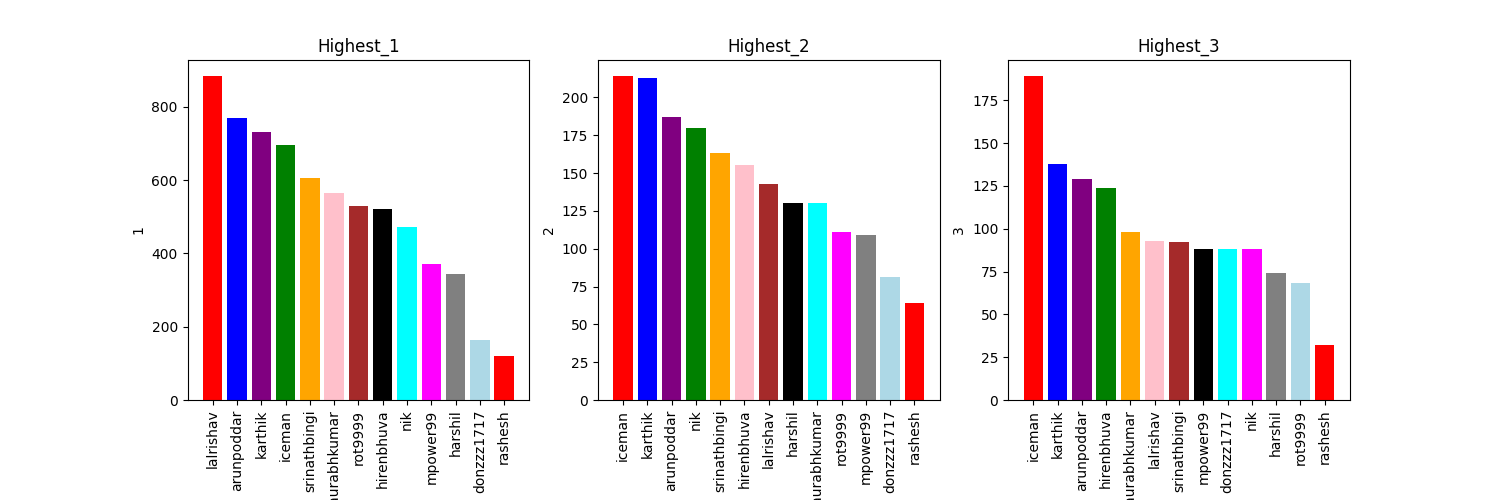 Highest_1
Highest_2
Highest_3
1
800
600
400
200
0
lalrishav
arunpoddar
karthik
iceman
srinathbingi
urabhkumar
rot9999
hirenbhuva
nik
mpower99
harshil
donzzz1717
rashesh
2
200
175
150
125
100
75
50
25
0
iceman
karthik
arunpoddar
nik
srinathbingi
hirenbhuva
lalrishav
harshil
urabhkumar
rot9999
mpower99
donzzz1717
rashesh
3
175
150
125
100
75
50
25
0
iceman
karthik
arunpoddar
hirenbhuva
urabhkumar
lalrishav
srinathbingi
mpower99
donzzz1717
nik
harshil
rot9999
rashesh